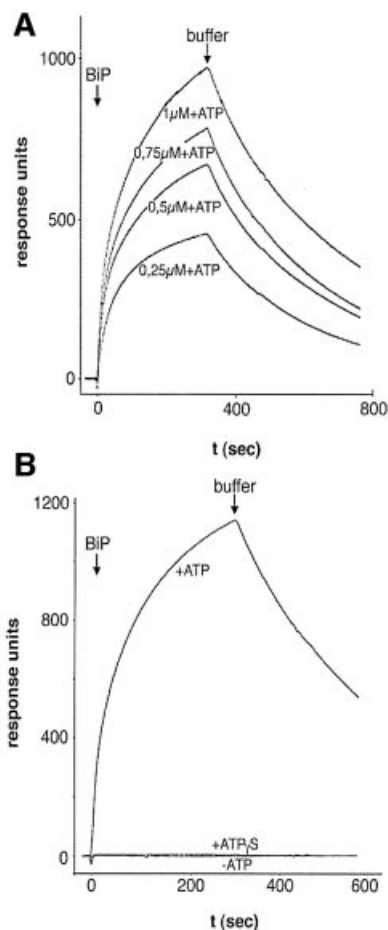 A
buffer
1000
BiP
1µM+ATP
0,75µM+ATP
0,5µM+ATP
0,25µM+ATP
500
0
response units
0
400
800
t (sec)
B
buffer
1200
BiP
+ATP
800
400
+ATPγS
-ATP
0
response units
0
200
400
600
t (sec)